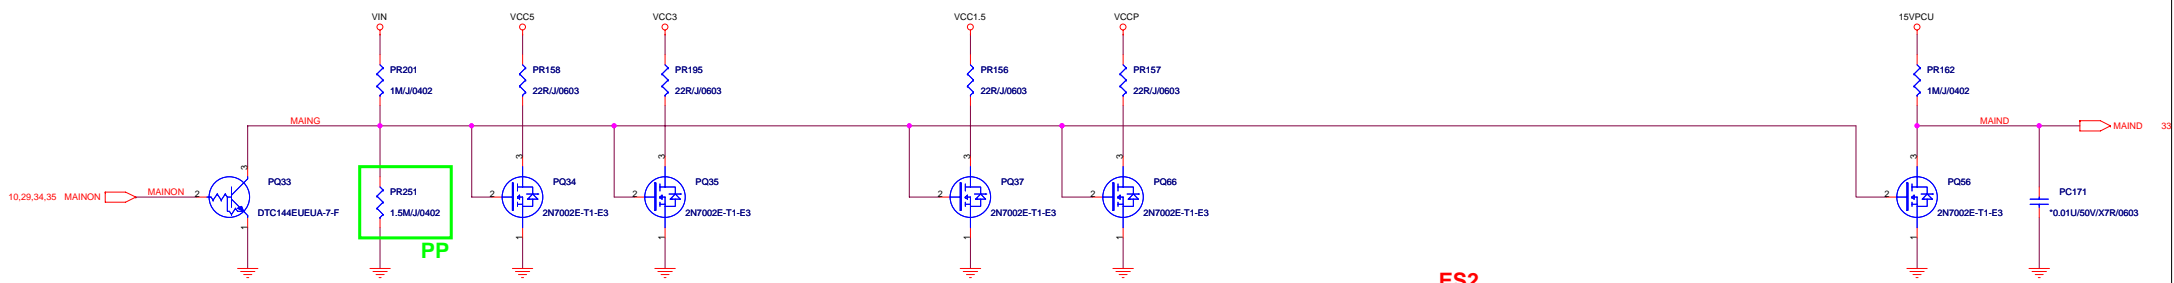 VIN
VCC5
VCC3
VCC1.5
VCCP
15VPCU
PR201
1M/J/0402
PR158
22R/J/0603
PR195
22R/J/0603
PR156
22R/J/0603
PR157
22R/J/0603
PR162
1M/J/0402
MAING
MAIND
MAIND 33
10,29,34,35 MAINON
MAINON
2
3
1
PQ33
DTC144EUEUA-7-F
PR251
1.5M/J/0402
PP
2
3
1
PQ34
2N7002E-T1-E3
2
3
1
PQ35
2N7002E-T1-E3
2
3
1
PQ37
2N7002E-T1-E3
2
3
1
PQ66
2N7002E-T1-E3
2
3
1
PQ56
2N7002E-T1-E3
PC171
*0.01U/50V/X7R/0603
ES2